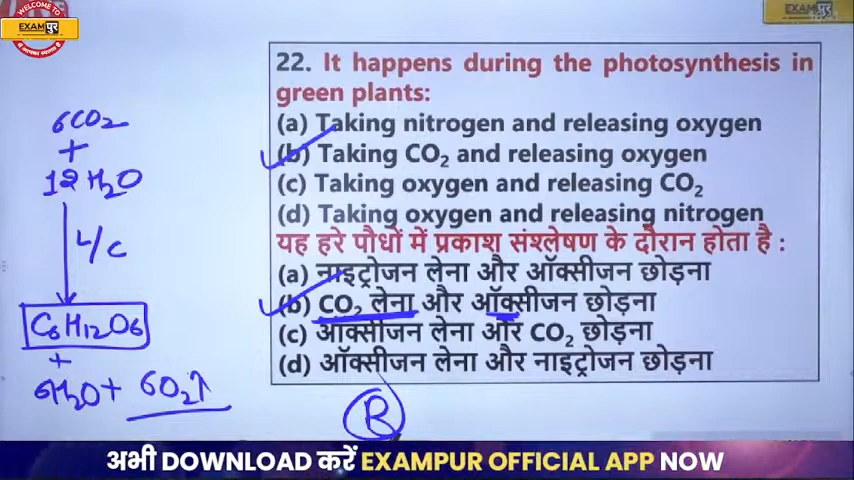 WELCOME TO
EXAMपुर
EXAMपुर
22. It happens during the photosynthesis in
green plants:
(a) Taking nitrogen and releasing oxygen
(b) Taking CO₂ and releasing oxygen
(c) Taking oxygen and releasing CO₂
(d) Taking oxygen and releasing nitrogen
यह हरे पौधों में प्रकाश संश्लेषण के दौरान होता है :
(a) नाइट्रोजन लेना और ऑक्सीजन छोड़ना
(b) CO₂ लेना और ऑक्सीजन छोड़ना
(c) ऑक्सीजन लेना और CO₂ छोड़ना
(d) ऑक्सीजन लेना और नाइट्रोजन छोड़ना
6CO₂
+
12H₂O
L/C
C₆H₁₂O₆
+
6H₂O + 6O₂↑
B
अभी DOWNLOAD करें EXAMPUR OFFICIAL APP NOW